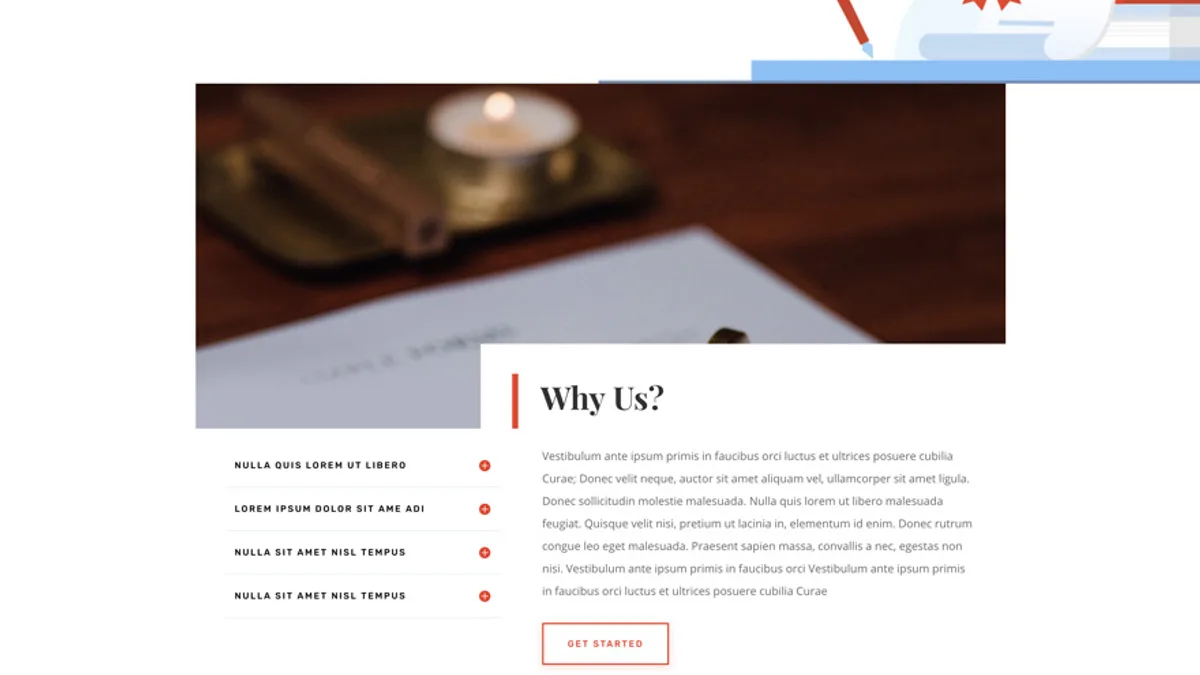 Why Us?
NULLA QUIS LOREM UT LIBERO
LOREM IPSUM DOLOR SIT AME ADI
NULLA SIT AMET NISL TEMPUS
NULLA SIT AMET NISL TEMPUS
Vestibulum ante ipsum primis in faucibus orci luctus et ultrices posuere cubilia
Curae; Donec velit neque, auctor sit amet aliquam vel, ullamcorper sit amet ligula.
Donec sollicitudin molestie malesuada. Nulla quis lorem ut libero malesuada
feugiat. Quisque velit nisi, pretium ut lacinia in, elementum id enim. Donec rutrum
congue leo eget malesuada. Praesent sapien massa, convallis a nec, egestas non
nisi. Vestibulum ante ipsum primis in faucibus orci Vestibulum ante ipsum primis
in faucibus orci luctus et ultrices posuere cubilia Curae
GET STARTED